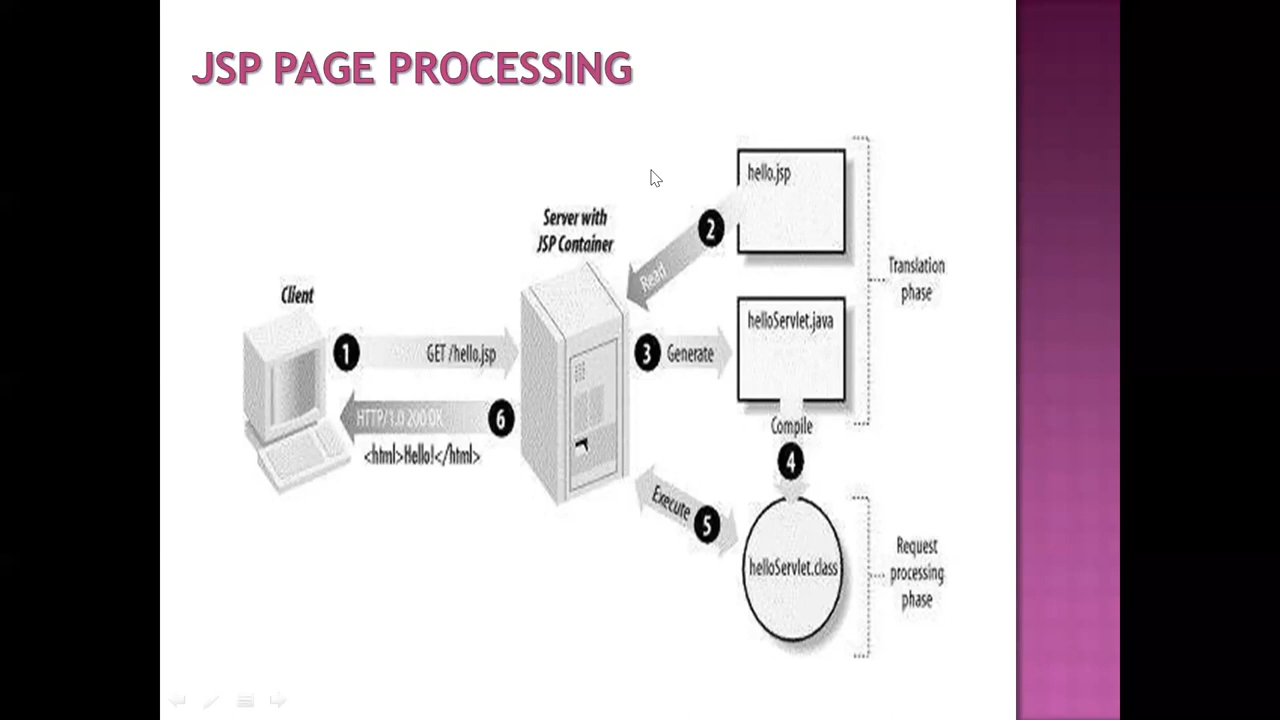 JSP PAGE PROCESSING
hello.jsp
2
Server with
JSP Container
Read
Translation
phase
Client
helloServlet.java
1
GET /hello.jsp
3
Generate
HTTP/1.0 200 OK
6
Compile
<html>Hello!</html>
4
Execute
5
helloServlet.class
Request
processing
phase